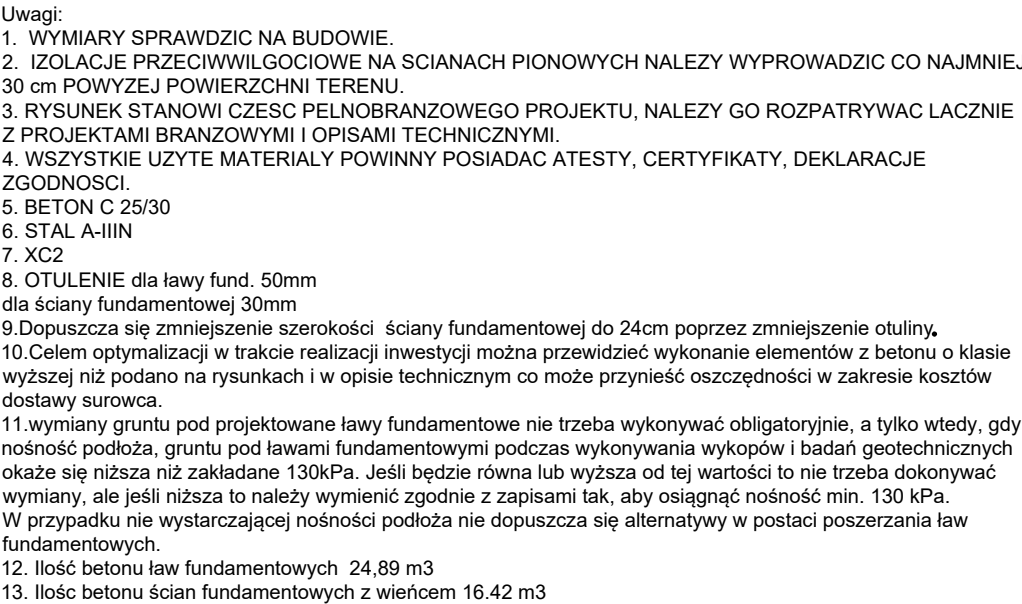 Uwagi:
1.  WYMIARY SPRAWDZIC NA BUDOWIE.
2.  IZOLACJE PRZECIWWILGOCIOWE NA SCIANACH PIONOWYCH NALEZY WYPROWADZIC CO NAJMNIEJ
30 cm POWYZEJ POWIERZCHNI TERENU.
3. RYSUNEK STANOWI CZESC PELNOBRANZOWEGO PROJEKTU, NALEZY GO ROZPATRYWAC LACZNIE
Z PROJEKTAMI BRANZOWYMI I OPISAMI TECHNICZNYMI.
4. WSZYSTKIE UZYTE MATERIALY POWINNY POSIADAC ATESTY, CERTYFIKATY, DEKLARACJE
ZGODNOSCI.
5. BETON C 25/30
6. STAL A-IIIN
7. XC2
8. OTULENIE dla ławy fund. 50mm
dla ściany fundamentowej 30mm
9.Dopuszcza się zmniejszenie szerokości  ściany fundamentowej do 24cm poprzez zmniejszenie otuliny.
10.Celem optymalizacji w trakcie realizacji inwestycji można przewidzieć wykonanie elementów z betonu o klasie
wyższej niż podano na rysunkach i w opisie technicznym co może przynieść oszczędności w zakresie kosztów
dostawy surowca.
11.wymiany gruntu pod projektowane ławy fundamentowe nie trzeba wykonywać obligatoryjnie, a tylko wtedy, gdy
nośność podłoża, gruntu pod ławami fundamentowymi podczas wykonywania wykopów i badań geotechnicznych
okaże się niższa niż zakładane 130kPa. Jeśli będzie równa lub wyższa od tej wartości to nie trzeba dokonywać
wymiany, ale jeśli niższa to należy wymienić zgodnie z zapisami tak, aby osiągnąć nośność min. 130 kPa.
W przypadku nie wystarczającej nośności podłoża nie dopuszcza się alternatywy w postaci poszerzania ław
fundamentowych.
12. Ilość betonu ław fundamentowych  24,89 m3
13. Ilośc betonu ścian fundamentowych z wieńcem 16.42 m3